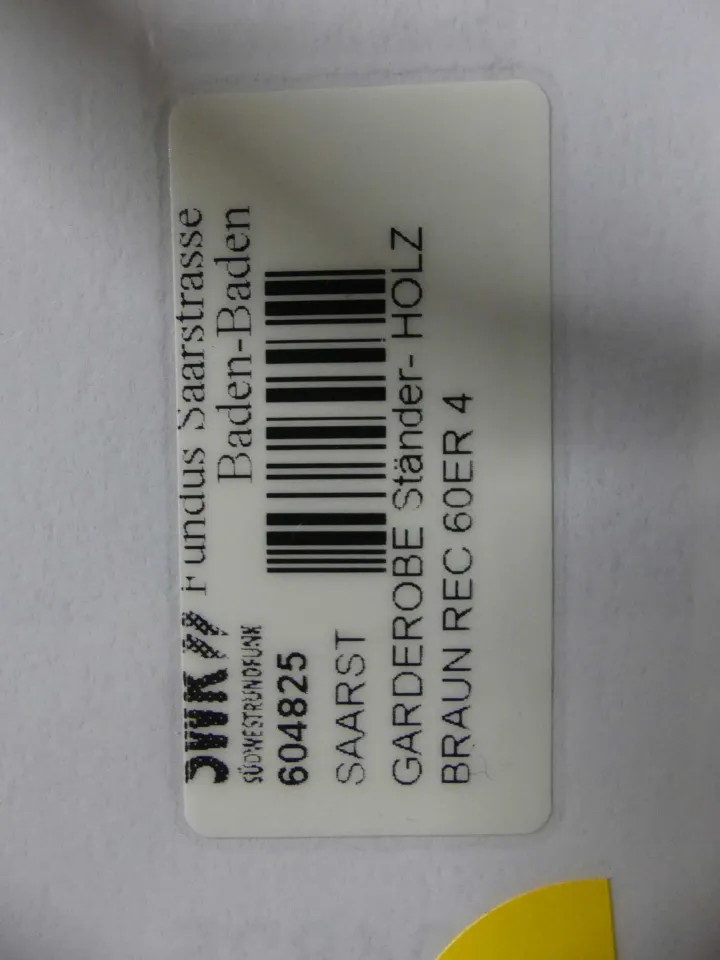 SWR Fundus Saarstrasse
SÜDWESTRUNDFUNK Baden-Baden
604825
SAARST
GARDEROBE Ständer- HOLZ
BRAUN REC 60ER 4